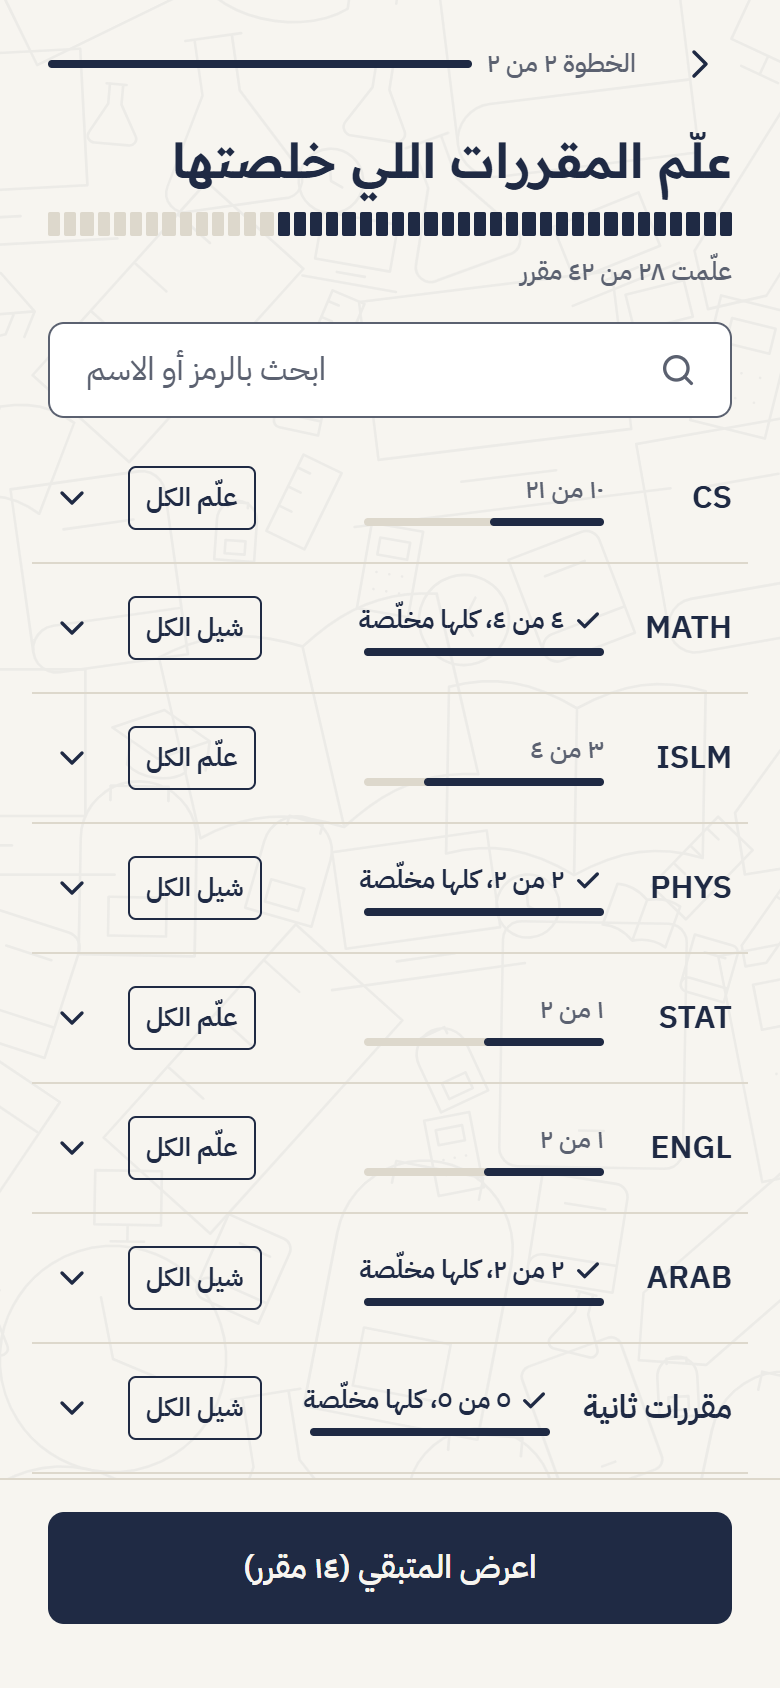 الخطوة ٢ من ٢
علّم المقررات اللي خلصتها
علّمت ٢٨ من ٤٢ مقرر
ابحث بالرمز أو الاسم
CS
١٠ من ٢١
علّم الكل
MATH
٤ من ٤، كلها مخلّصة
شيل الكل
ISLM
٣ من ٤
علّم الكل
PHYS
٢ من ٢، كلها مخلّصة
شيل الكل
STAT
١ من ٢
علّم الكل
ENGL
١ من ٢
علّم الكل
ARAB
٢ من ٢، كلها مخلّصة
شيل الكل
مقررات ثانية
٥ من ٥، كلها مخلّصة
شيل الكل
اعرض المتبقي (١٤ مقرر)